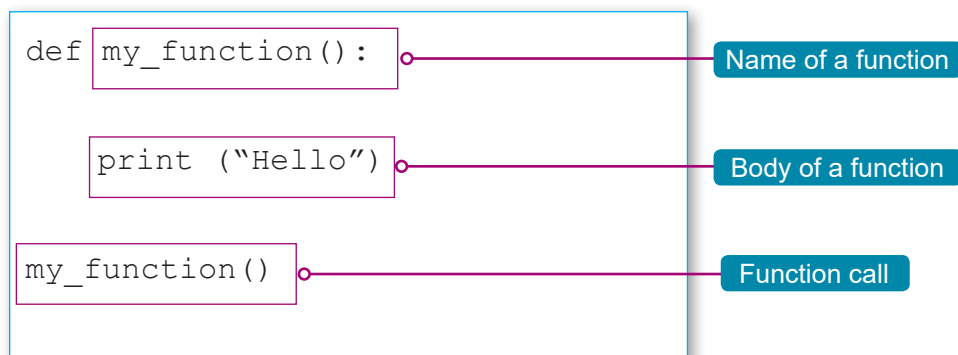 def my_function(): Name of a function
print (“Hello”) Body of a function
my_function() Function call